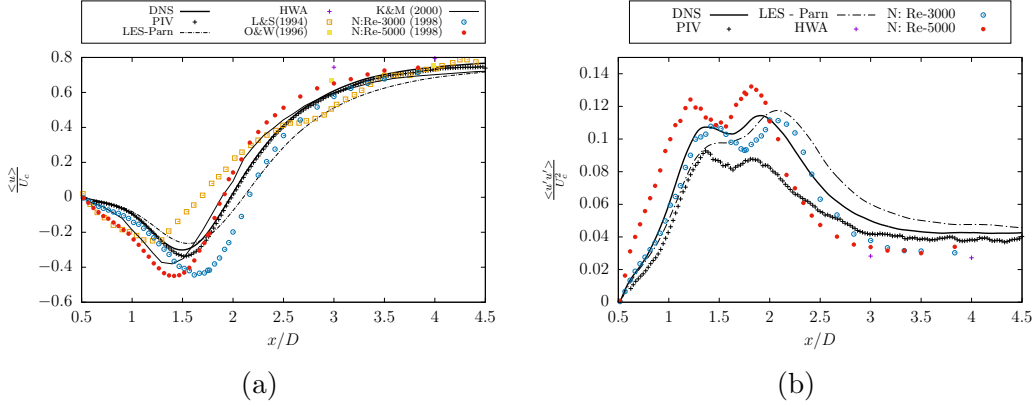 DNS HWA K&M (2000)
PIV L&S(1994) N:Re-3000 (1998)
LES-Parn O&W(1996) N:Re-5000 (1998)
<u>
U_c
0.8
0.6
0.4
0.2
0
−0.2
−0.4
−0.6
0.5 1 1.5 2 2.5 3 3.5 4 4.5
x/D
(a)
DNS LES - Parn N: Re-3000
PIV HWA N: Re-5000
<u'u'>
U_c^2
0.14
0.12
0.1
0.08
0.06
0.04
0.02
0
0.5 1 1.5 2 2.5 3 3.5 4 4.5
x/D
(b)